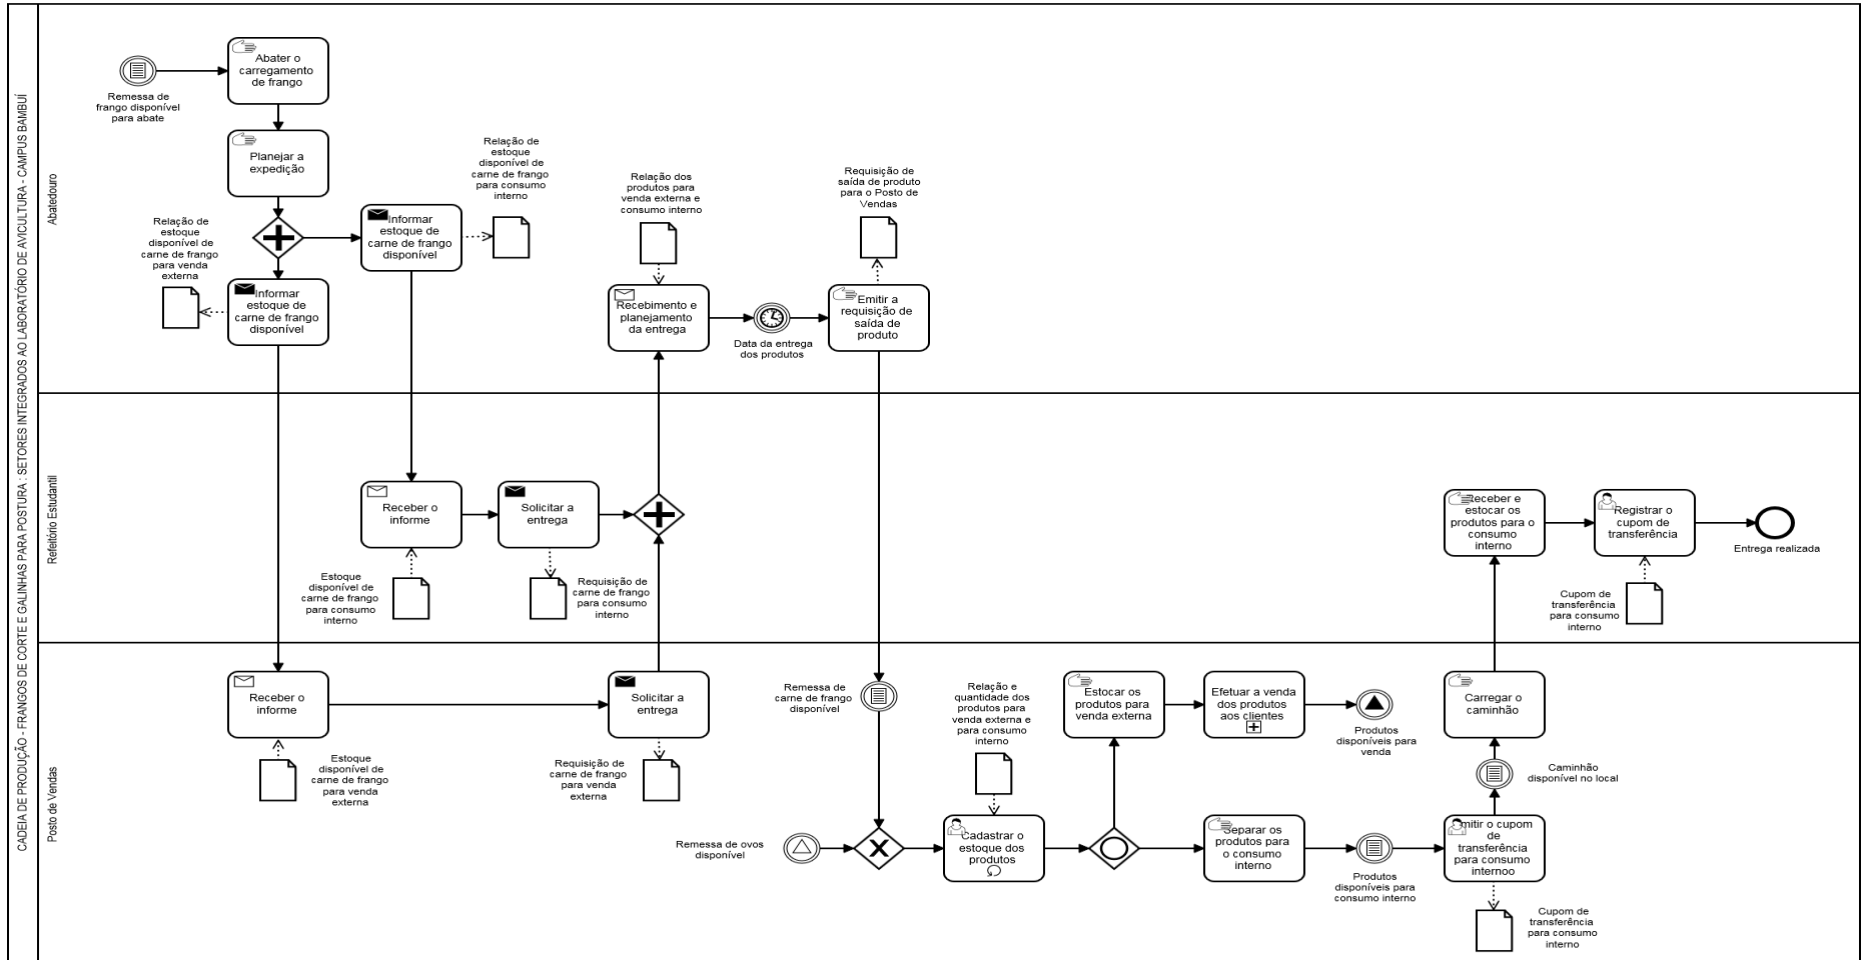 CADEIA DE PRODUÇÃO - FRANGOS DE CORTE E GALINHAS PARA POSTURA : SETORES INTEGRADOS AO LABORATÓRIO DE AVICULTURA - CAMPUS BAMBUÍ
Abatedouro
Remessa de
frango disponível
para abate
Abater o
carregamento
de frango
Planejar a
expedição
Relação de
estoque
disponível de
carne de frango
para venda
externa
Informar
estoque de
carne de frango
disponível
Informar
estoque de
carne de frango
disponível
Relação de
estoque
disponível de
carne de frango
para consumo
interno
Relação dos
produtos para
venda externa e
consumo interno
Recebimento e
planejamento
da entrega
Data da entrega
dos produtos
Requisição de
saída de produto
para o Posto de
Vendas
Emitir a
requisição de
saída de
produto
Refeitório Estudantil
Receber o
informe
Solicitar a
entrega
Estoque
disponível de
carne de frango
para consumo
interno
Requisição de
carne de frango
para consumo
interno
Receber e
estocar os
produtos para o
consumo
interno
Registrar o
cupom de
transferência
Entrega realizada
Cupom de
transferência
para consumo
interno
Posto de Vendas
Receber o
informe
Estoque
disponível de
carne de frango
para venda
externa
Solicitar a
entrega
Requisição de
carne de frango
para venda
externa
Remessa de
carne de frango
disponível
Remessa de ovos
disponível
Relação e
quantidade dos
produtos para
venda externa e
para consumo
interno
Cadastrar o
estoque dos
produtos
Estocar os
produtos para
venda externa
Efetuar a venda
dos produtos
aos clientes
Produtos
disponíveis para
venda
Separar os
produtos para
o consumo
interno
Produtos
disponíveis para
consumo interno
Carregar o
caminhão
Caminhão
disponível no local
Emitir o cupom
de
transferência
para consumo
internoo
Cupom de
transferência
para consumo
interno